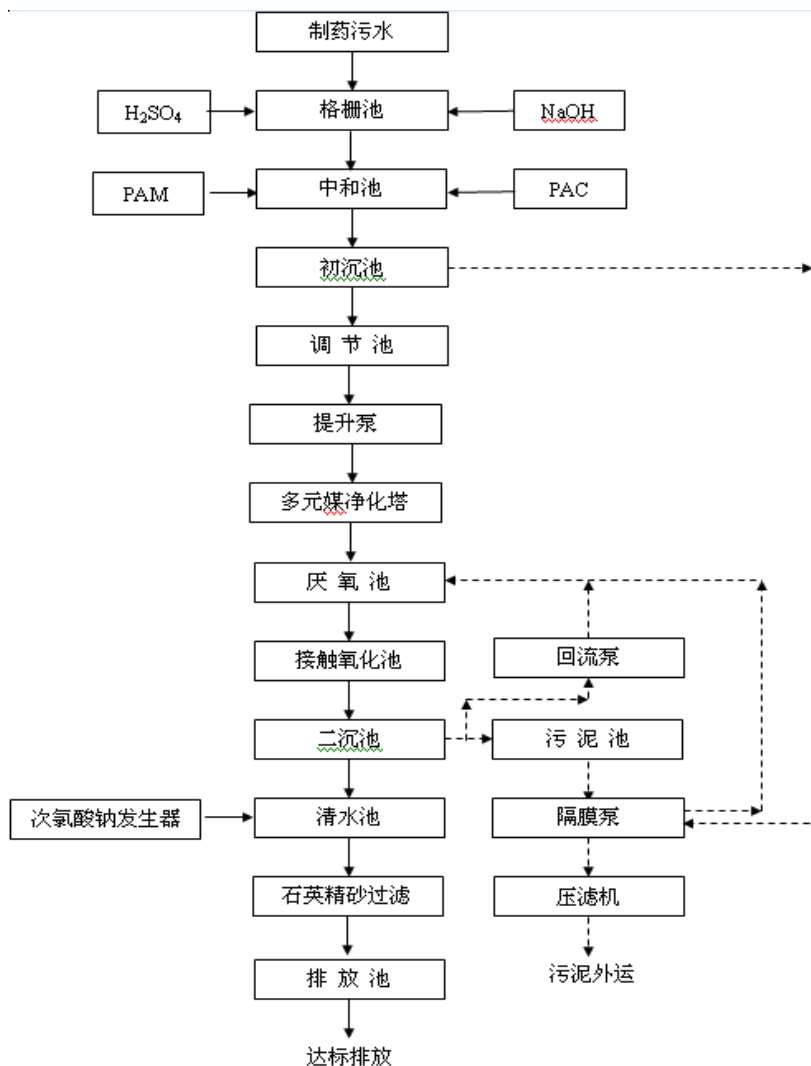 制药污水
H₂SO₄
格栅池
NaOH
PAM
中和池
PAC
初沉池
调 节 池
提升泵
多元媒净化塔
厌 氧 池
接触氧化池
回流泵
二沉池
污 泥 池
次氯酸钠发生器
清水池
隔膜泵
石英精砂过滤
压滤机
排 放 池
污泥外运
达标排放